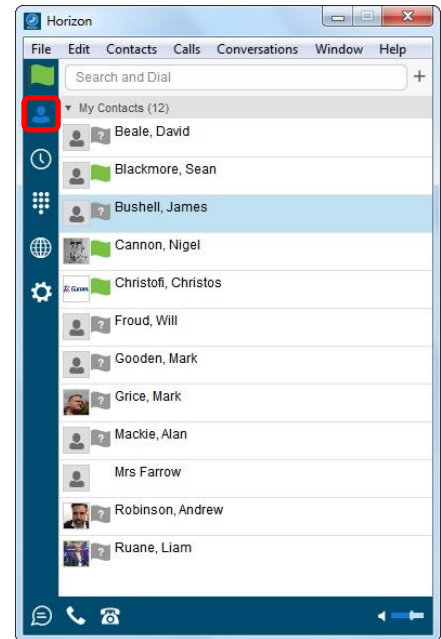 Horizon
File Edit Contacts Calls Conversations Window Help
Search and Dial
My Contacts (12)
Beale, David
Blackmore, Sean
Bushell, James
Cannon, Nigel
Christofi, Christos
Froud, Will
Gooden, Mark
Grice, Mark
Mackie, Alan
Mrs Farrow
Robinson, Andrew
Ruane, Liam